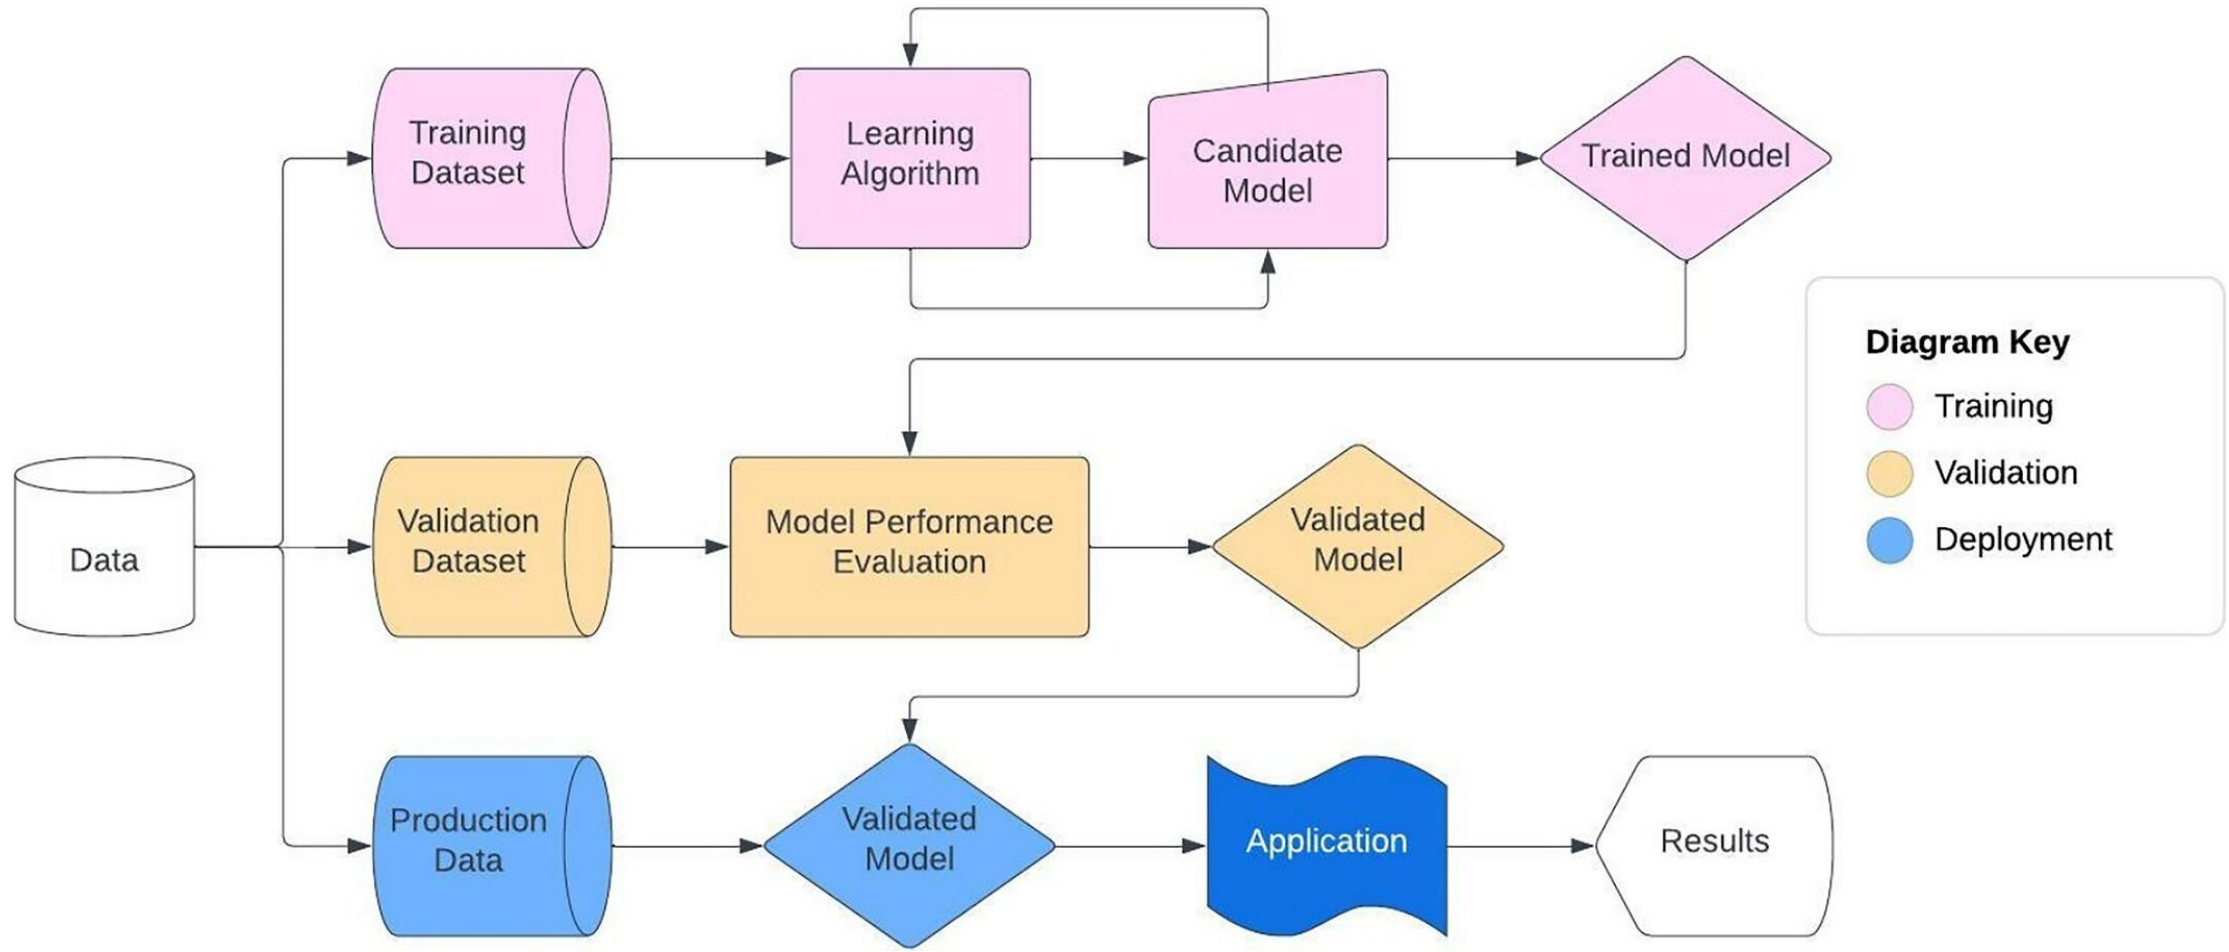 Training
Dataset
Learning
Algorithm
Candidate
Model
Trained Model
Diagram Key
Training
Validation
Deployment
Data
Validation
Dataset
Model Performance
Evaluation
Validated
Model
Production
Data
Validated
Model
Application
Results